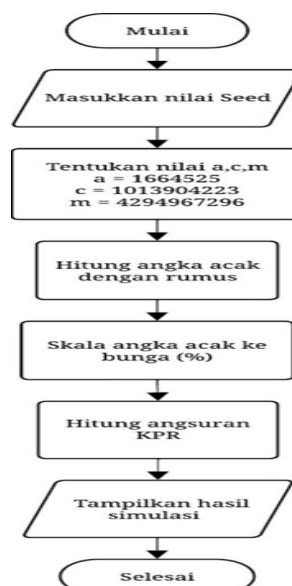 Mulai
Masukkan nilai Seed
Tentukan nilai a,c,m
a = 1664525
c = 1013904223
m = 4294967296
Hitung angka acak
dengan rumus
Skala angka acak ke
bunga (%)
Hitung angsuran
KPR
Tampilkan hasil
simulasi
Selesai